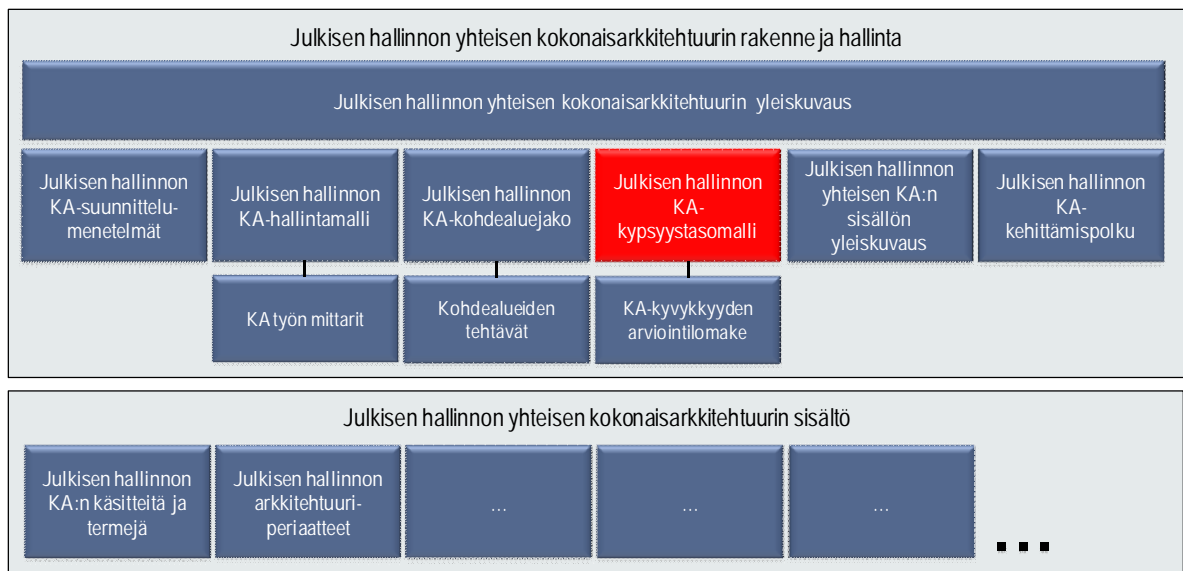 Julkisen hallinnon yhteisen kokonaisarkkitehtuurin rakenne ja hallinta
Julkisen hallinnon yhteisen kokonaisarkkitehtuurin yleiskuvaus
Julkisen hallinnon
KA-suunnittelu-
menetelmät
Julkisen hallinnon
KA-hallintamalli
Julkisen hallinnon
KA-kohdealuejako
Julkisen hallinnon
KA-
kypsyystasomalli
Julkisen hallinnon
yhteisen KA:n
sisällön
yleiskuvaus
Julkisen hallinnon
KA-
kehittämispolku
KA työn mittarit
Kohdealueiden
tehtävät
KA-kyvykkyyden
arviointilomake
Julkisen hallinnon yhteisen kokonaisarkkitehtuurin sisältö
Julkisen hallinnon
KA:n käsitteitä ja
termejä
Julkisen hallinnon
arkkitehtuuri-
periaatteet
...
...
...
...